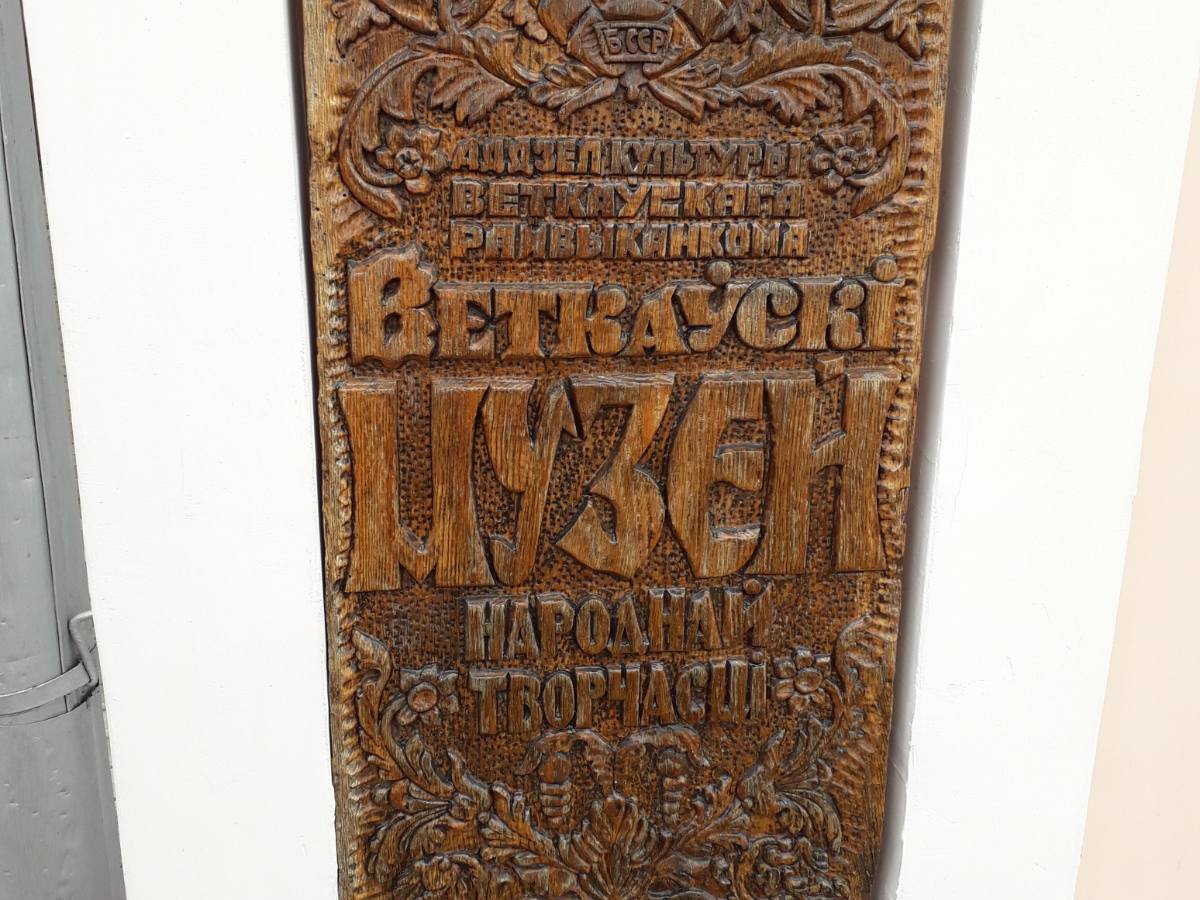 БССР
АДДЗЕЛ КУЛЬТУРЫ
ВЕТКАЎСКАГА
РАЙВЫКАНКОМА
ВЕТКАЎСКІ
МУЗЕЙ
НАРОДНАЙ
ТВОРЧАСЦІ